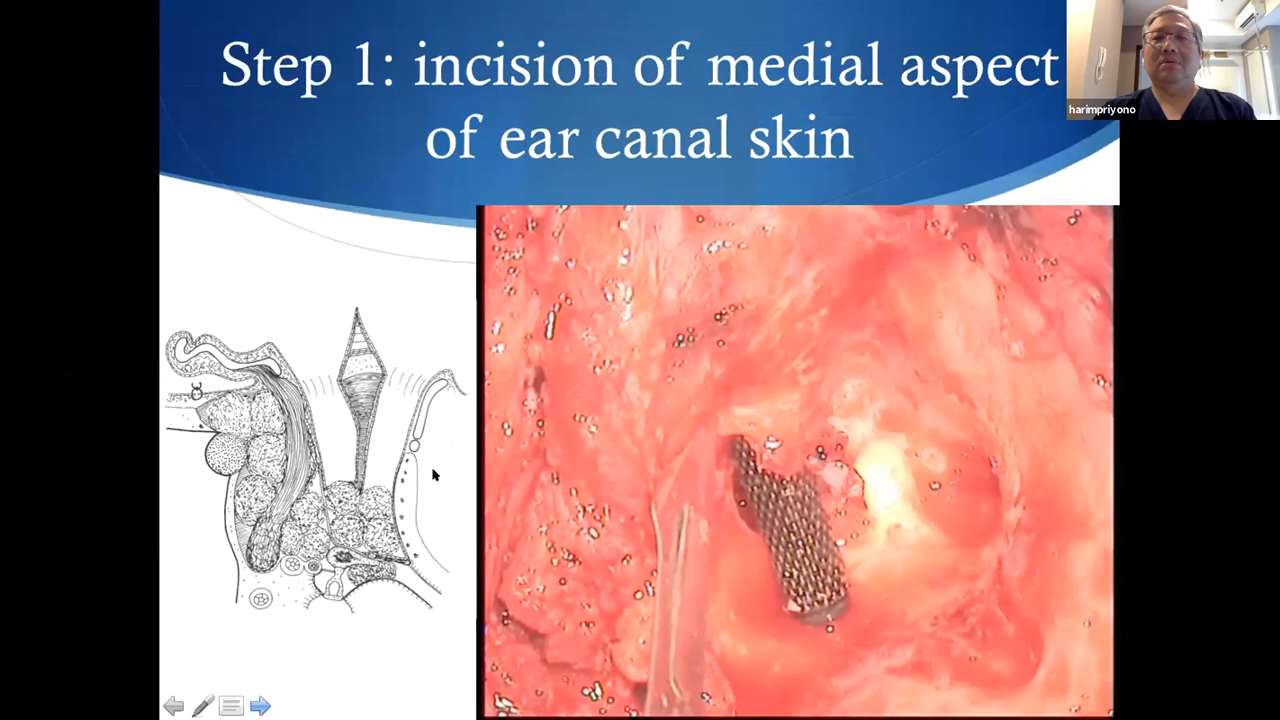 Step 1: incision of medial aspect
of ear canal skin
harimpriyono